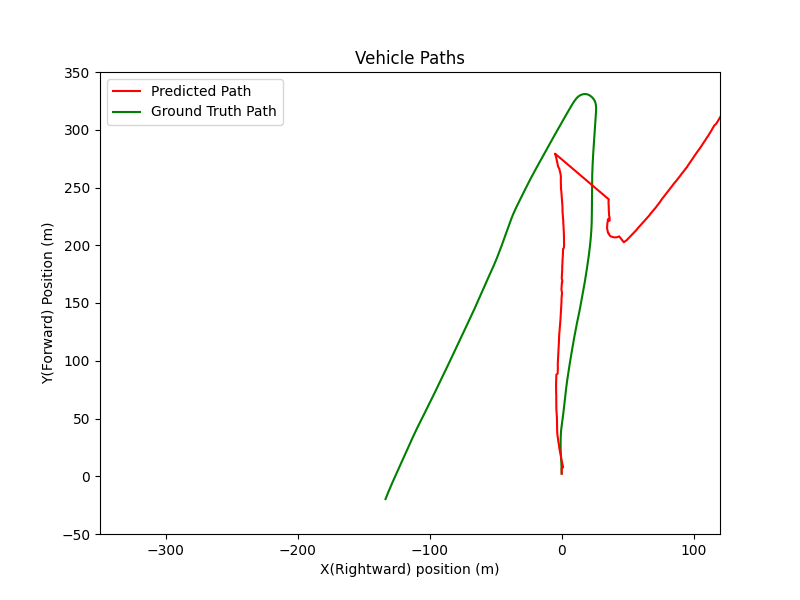 Vehicle Paths
Predicted Path
Ground Truth Path
350
300
250
200
150
100
50
0
−50
Y(Forward) Position (m)
−300
−200
−100
0
100
X(Rightward) position (m)